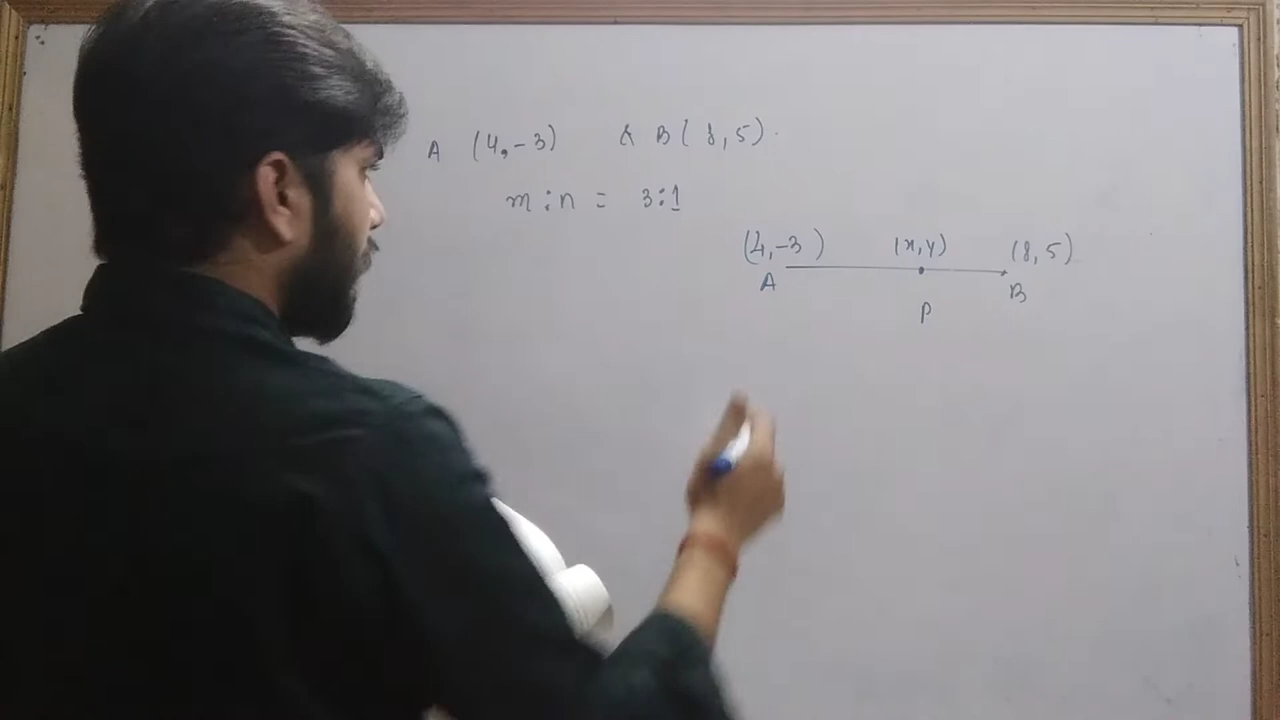 A (4,-3) & B(8,5).
m:n = 3:1
(4,-3) (x,y) (8,5)
A B
P